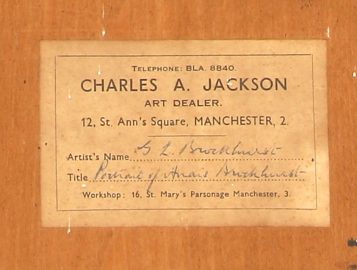 TELEPHONE: BLA. 8840.
CHARLES A. JACKSON
ART DEALER.
12, St. Ann's Square, MANCHESTER, 2.
Artist's Name G L Brockhurst
Title Portrait of Anais Brockhurst
Workshop: 16, St. Mary's Parsonage Manchester, 3.